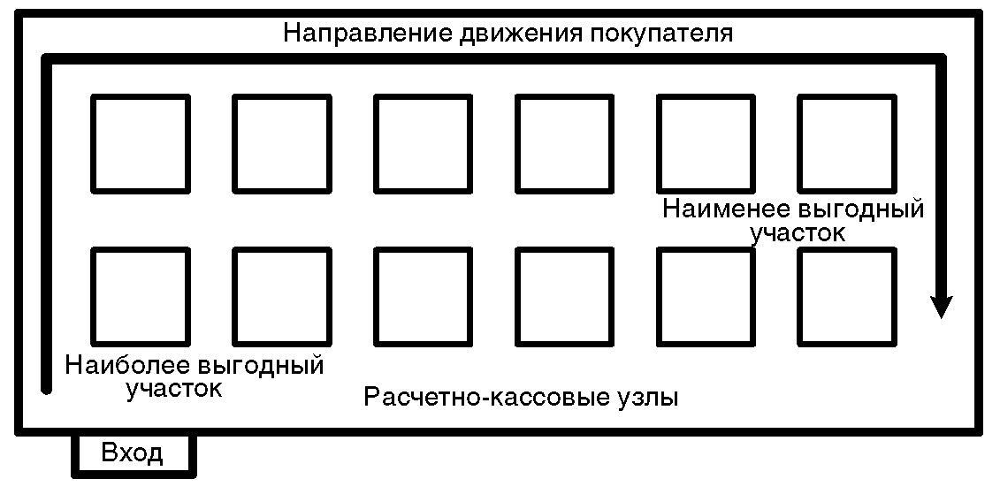 Направление движения покупателя
Наименее выгодный
участок
Наиболее выгодный
участок
Расчетно-кассовые узлы
Вход